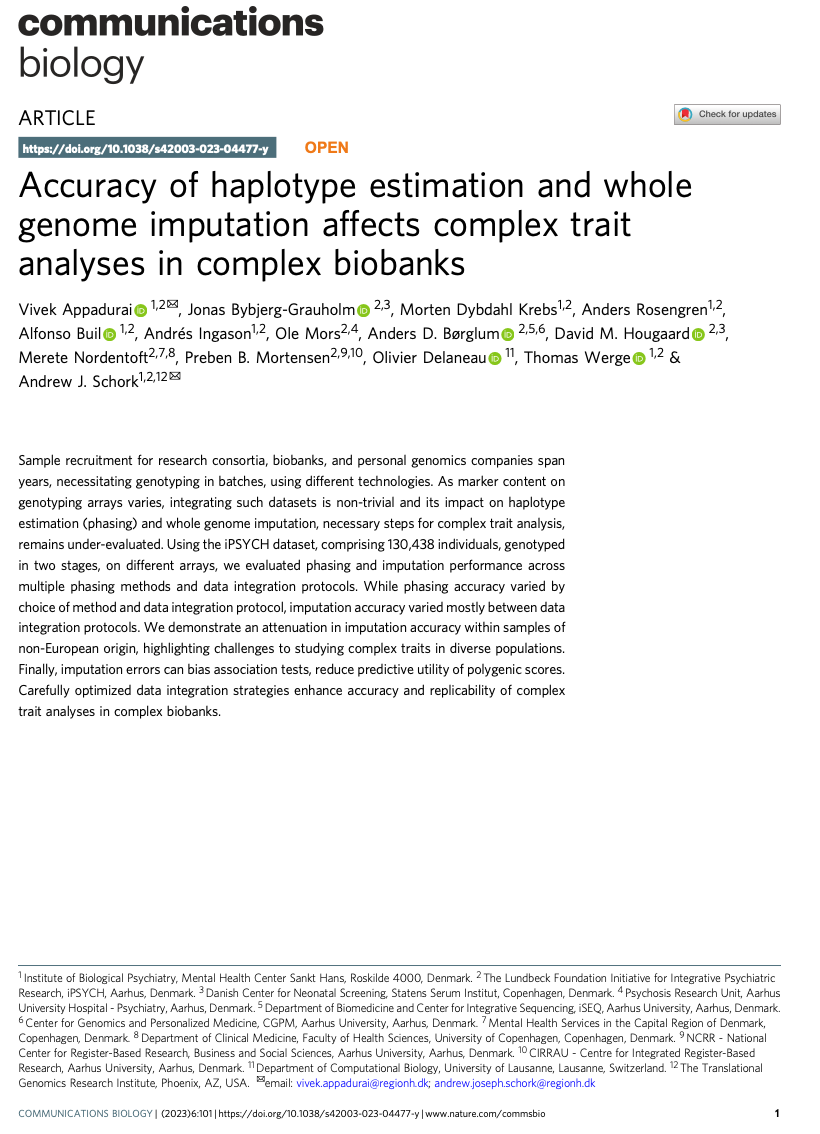 communications
biology
ARTICLE
Check for updates
https://doi.org/10.1038/s42003-023-04477-y
OPEN
Accuracy of haplotype estimation and whole
genome imputation affects complex trait
analyses in complex biobanks
Vivek Appadurai iD 1,2✉, Jonas Bybjerg-Grauholm iD 2,3, Morten Dybdahl Krebs1,2, Anders Rosengren1,2,
Alfonso Buil iD 1,2, Andrés Ingason1,2, Ole Mors2,4, Anders D. Børglum iD 2,5,6, David M. Hougaard iD 2,3,
Merete Nordentoft2,7,8, Preben B. Mortensen2,9,10, Olivier Delaneau iD 11, Thomas Werge iD 1,2 &
Andrew J. Schork1,2,12✉
Sample recruitment for research consortia, biobanks, and personal genomics companies span
years, necessitating genotyping in batches, using different technologies. As marker content on
genotyping arrays varies, integrating such datasets is non-trivial and its impact on haplotype
estimation (phasing) and whole genome imputation, necessary steps for complex trait analysis,
remains under-evaluated. Using the iPSYCH dataset, comprising 130,438 individuals, genotyped
in two stages, on different arrays, we evaluated phasing and imputation performance across
multiple phasing methods and data integration protocols. While phasing accuracy varied by
choice of method and data integration protocol, imputation accuracy varied mostly between data
integration protocols. We demonstrate an attenuation in imputation accuracy within samples of
non-European origin, highlighting challenges to studying complex traits in diverse populations.
Finally, imputation errors can bias association tests, reduce predictive utility of polygenic scores.
Carefully optimized data integration strategies enhance accuracy and replicability of complex
trait analyses in complex biobanks.
1 Institute of Biological Psychiatry, Mental Health Center Sankt Hans, Roskilde 4000, Denmark. 2 The Lundbeck Foundation Initiative for Integrative Psychiatric
Research, iPSYCH, Aarhus, Denmark. 3 Danish Center for Neonatal Screening, Statens Serum Institut, Copenhagen, Denmark. 4 Psychosis Research Unit, Aarhus
University Hospital - Psychiatry, Aarhus, Denmark. 5 Department of Biomedicine and Center for Integrative Sequencing, iSEQ, Aarhus University, Aarhus, Denmark.
6 Center for Genomics and Personalized Medicine, CGPM, Aarhus University, Aarhus, Denmark. 7 Mental Health Services in the Capital Region of Denmark,
Copenhagen, Denmark. 8 Department of Clinical Medicine, Faculty of Health Sciences, University of Copenhagen, Copenhagen, Denmark. 9 NCRR - National
Center for Register-Based Research, Business and Social Sciences, Aarhus University, Aarhus, Denmark. 10 CIRRAU - Centre for Integrated Register-Based
Research, Aarhus University, Aarhus, Denmark. 11 Department of Computational Biology, University of Lausanne, Lausanne, Switzerland. 12 The Translational
Genomics Research Institute, Phoenix, AZ, USA. ✉email: vivek.appadurai@regionh.dk; andrew.joseph.schork@regionh.dk
COMMUNICATIONS BIOLOGY | (2023)6:101 | https://doi.org/10.1038/s42003-023-04477-y | www.nature.com/commsbio
1